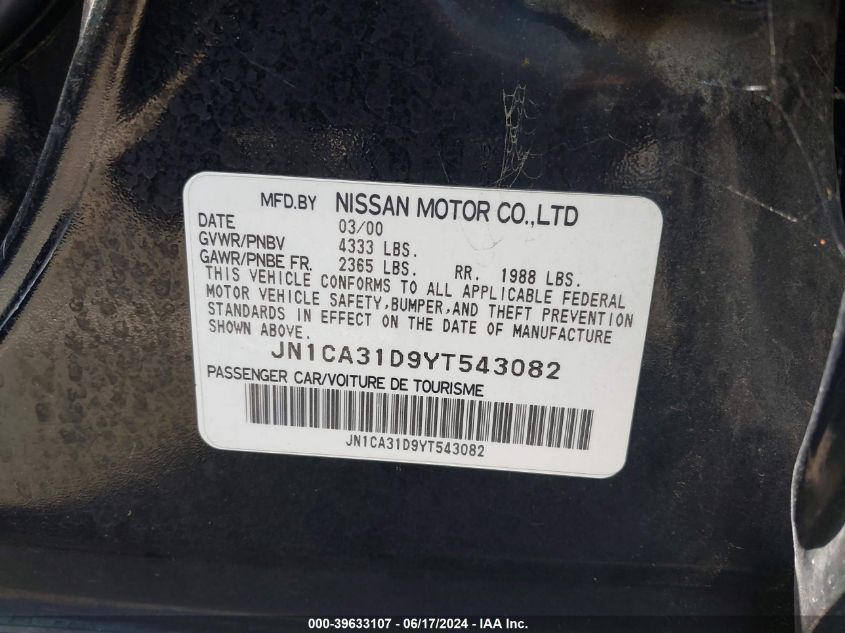 MFD.BY NISSAN MOTOR CO.,LTD
DATE 03/00
GVWR/PNBV 4333 LBS.
GAWR/PNBE FR. 2365 LBS. RR. 1988 LBS.
THIS VEHICLE CONFORMS TO ALL APPLICABLE FEDERAL
MOTOR VEHICLE SAFETY,BUMPER,AND THEFT PREVENTION
STANDARDS IN EFFECT ON THE DATE OF MANUFACTURE
SHOWN ABOVE.
JN1CA31D9YT543082
PASSENGER CAR/VOITURE DE TOURISME
JN1CA31D9YT543082
000-39633107 - 06/17/2024 - IAA Inc.